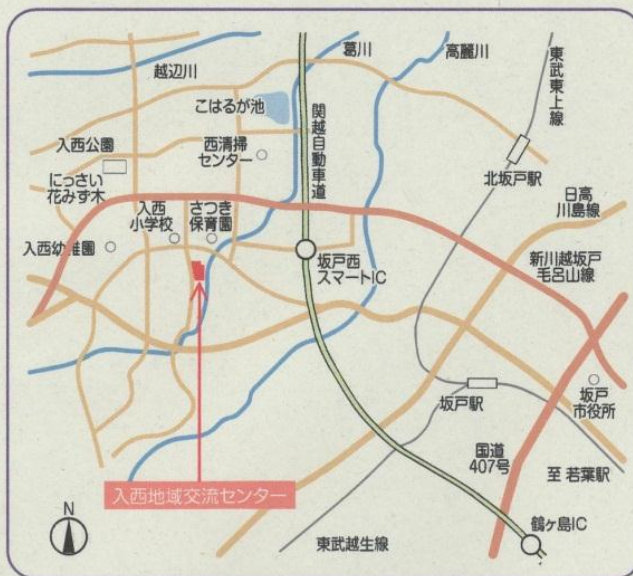 越辺川
葛川
高麗川
東武東上線
こはるが池
関越自動車道
入西公園
西清掃
センター
にっさい
花みず木
北坂戸駅
日高
川島線
入西
小学校
さつき
保育園
入西幼稚園
坂戸西
スマートIC
新川越坂戸
毛呂山線
坂戸駅
坂戸
市役所
国道
407号
至 若葉駅
入西地域交流センター
N
鶴ヶ島IC
東武越生線